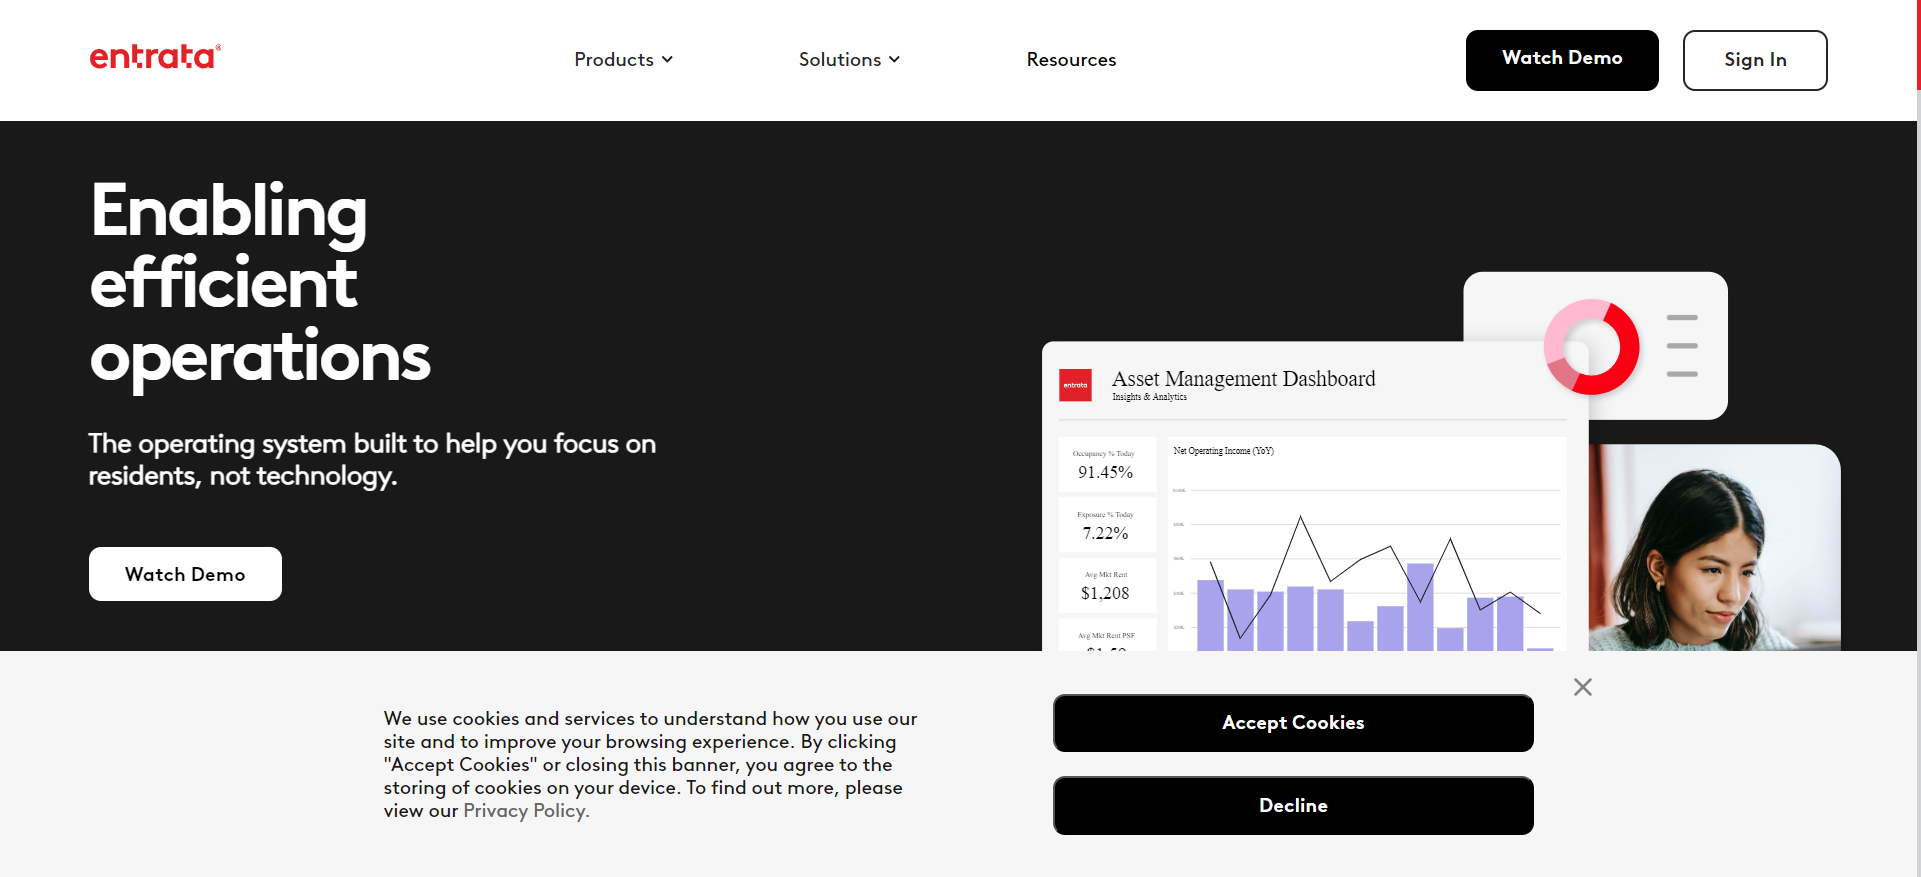 entrata
Products
Solutions
Resources
Watch Demo
Sign In
Enabling
efficient
operations
The operating system built to help you focus on
residents, not technology.
Watch Demo
entrata
Asset Management Dashboard
Insights & Analytics
Occupancy % Today
91.45%
Exposure % Today
7.22%
Avg Mkt Rent
$1,208
Avg Mkt Rent PSF
Net Operating Income (YoY)
We use cookies and services to understand how you use our
site and to improve your browsing experience. By clicking
"Accept Cookies" or closing this banner, you agree to the
storing of cookies on your device. To find out more, please
view our Privacy Policy.
Accept Cookies
Decline